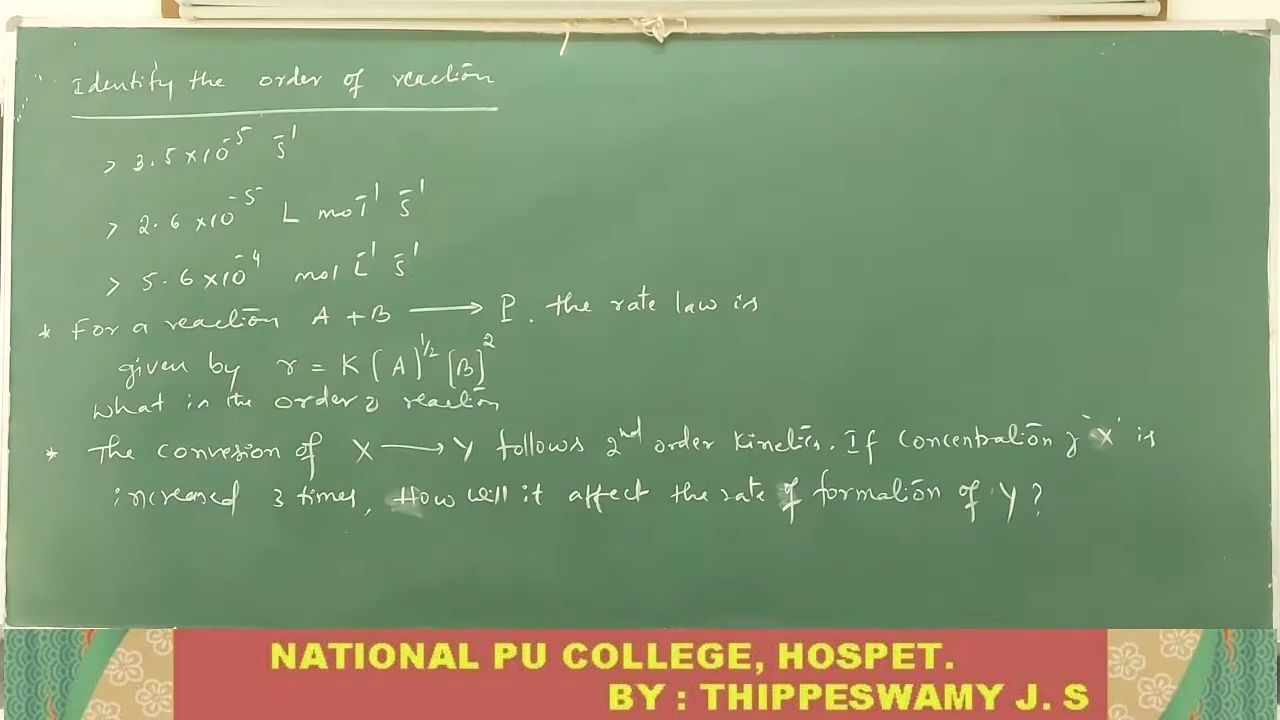 Identify the order of reaction
> 3.5 × 10⁻⁵ s⁻¹
> 2.6 × 10⁻⁵ L mol⁻¹ s⁻¹
> 5.6 × 10⁻⁴ mol L⁻¹ s⁻¹
* For a reaction A + B ⟶ P. the rate law is
given by r = K [A]^1/2 [B]^2
What is the order of reaction
* The convesion of X ⟶ Y follows 2nd order Kinetics. If concentration of 'X' is
increased 3 times, How will it affect the rate of formation of Y?
NATIONAL PU COLLEGE, HOSPET.
BY : THIPPESWAMY J. S